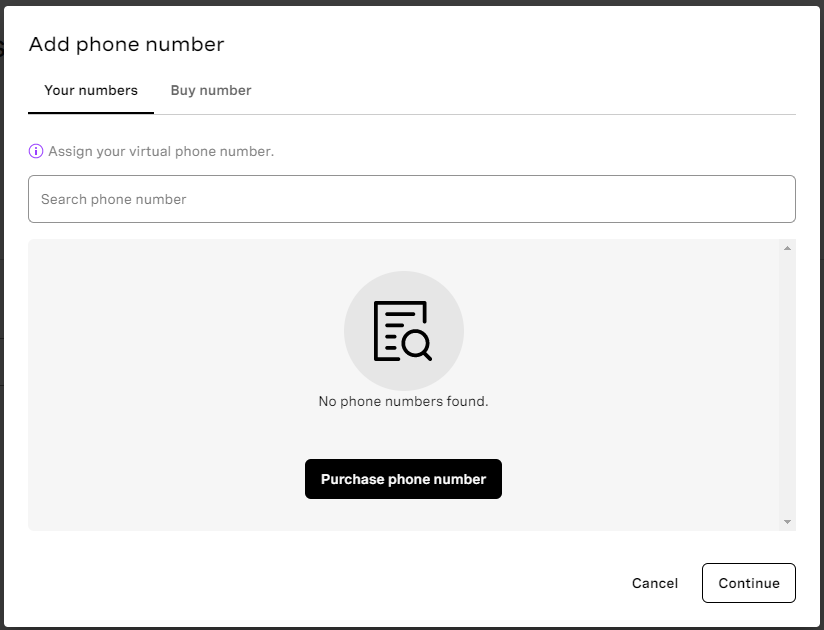 Add phone number
Your numbers Buy number
Assign your virtual phone number.
Search phone number
No phone numbers found.
Purchase phone number
Cancel Continue